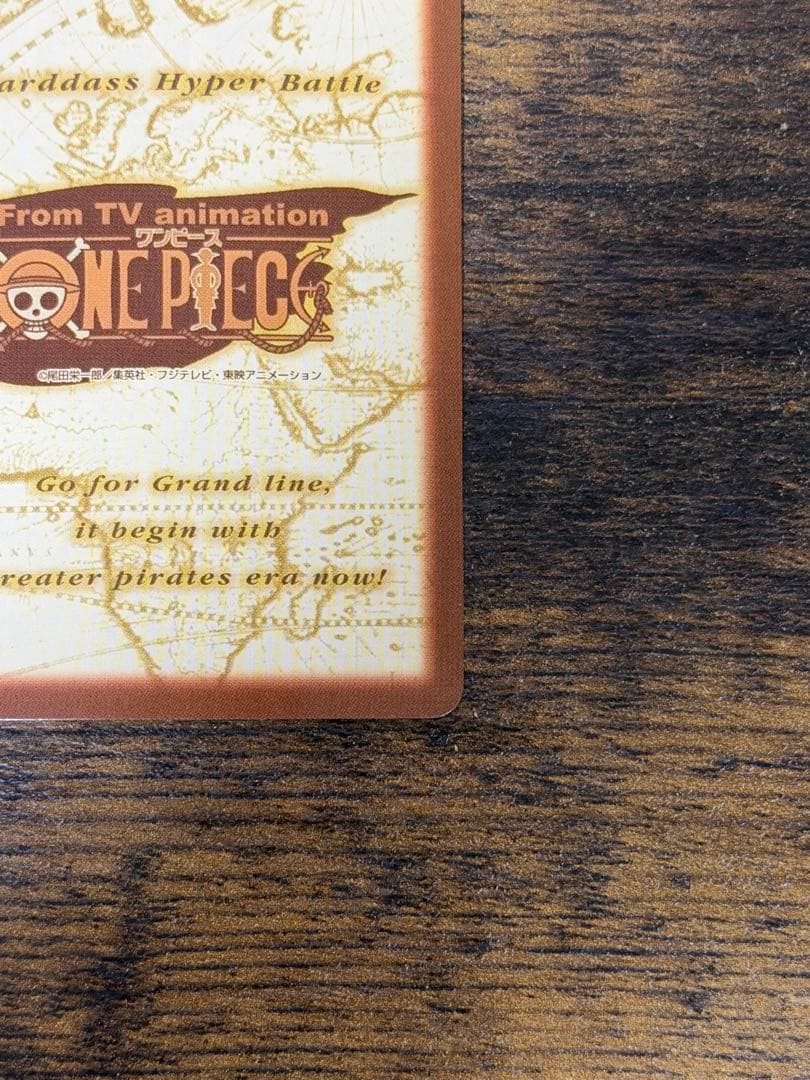 arddass Hyper Battle
From TV animation
ワンピース
ONE PIECE
©尾田栄一郎／集英社・フジテレビ・東映アニメーション
Go for Grand line,
it begin with
reater pirates era now!